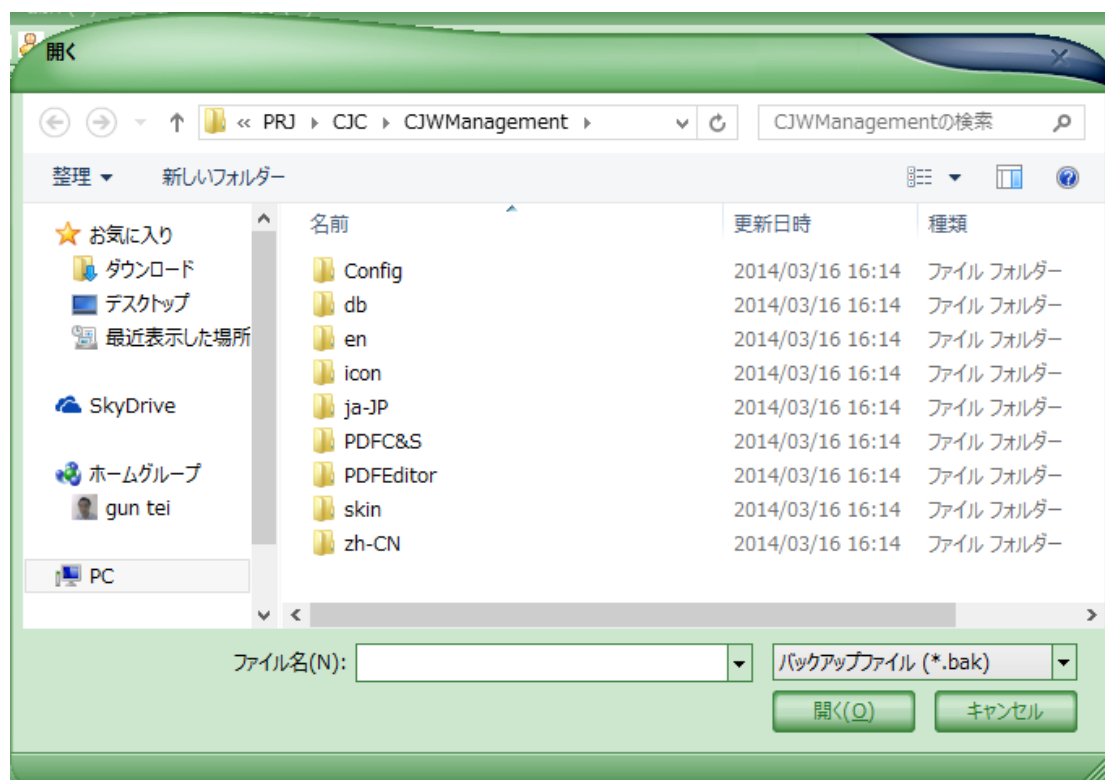 開く
« PRJ ▸ CJC ▸ CJWManagement ▸
CJWManagementの検索
整理 ▼ 新しいフォルダー
名前 更新日時 種類
お気に入り
ダウンロード
デスクトップ
最近表示した場所
SkyDrive
ホームグループ
gun tei
PC
Config 2014/03/16 16:14 ファイル フォルダー
db 2014/03/16 16:14 ファイル フォルダー
en 2014/03/16 16:14 ファイル フォルダー
icon 2014/03/16 16:14 ファイル フォルダー
ja-JP 2014/03/16 16:14 ファイル フォルダー
PDFC&S 2014/03/16 16:14 ファイル フォルダー
PDFEditor 2014/03/16 16:14 ファイル フォルダー
skin 2014/03/16 16:14 ファイル フォルダー
zh-CN 2014/03/16 16:14 ファイル フォルダー
ファイル名(N): バックアップファイル (*.bak)
開く(O) キャンセル